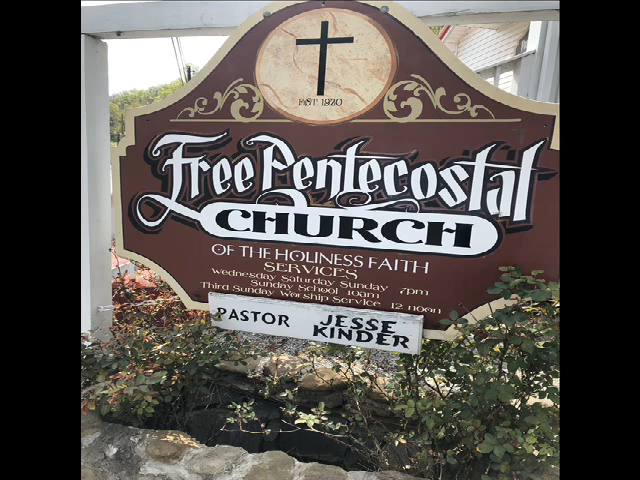 EST. 1920
Free Pentecostal
CHURCH
OF THE HOLINESS FAITH
SERVICES
Wednesday Saturday Sunday 7pm
Sunday School 10am
Third Sunday Worship Service 12 noon
PASTOR JESSE
KINDER